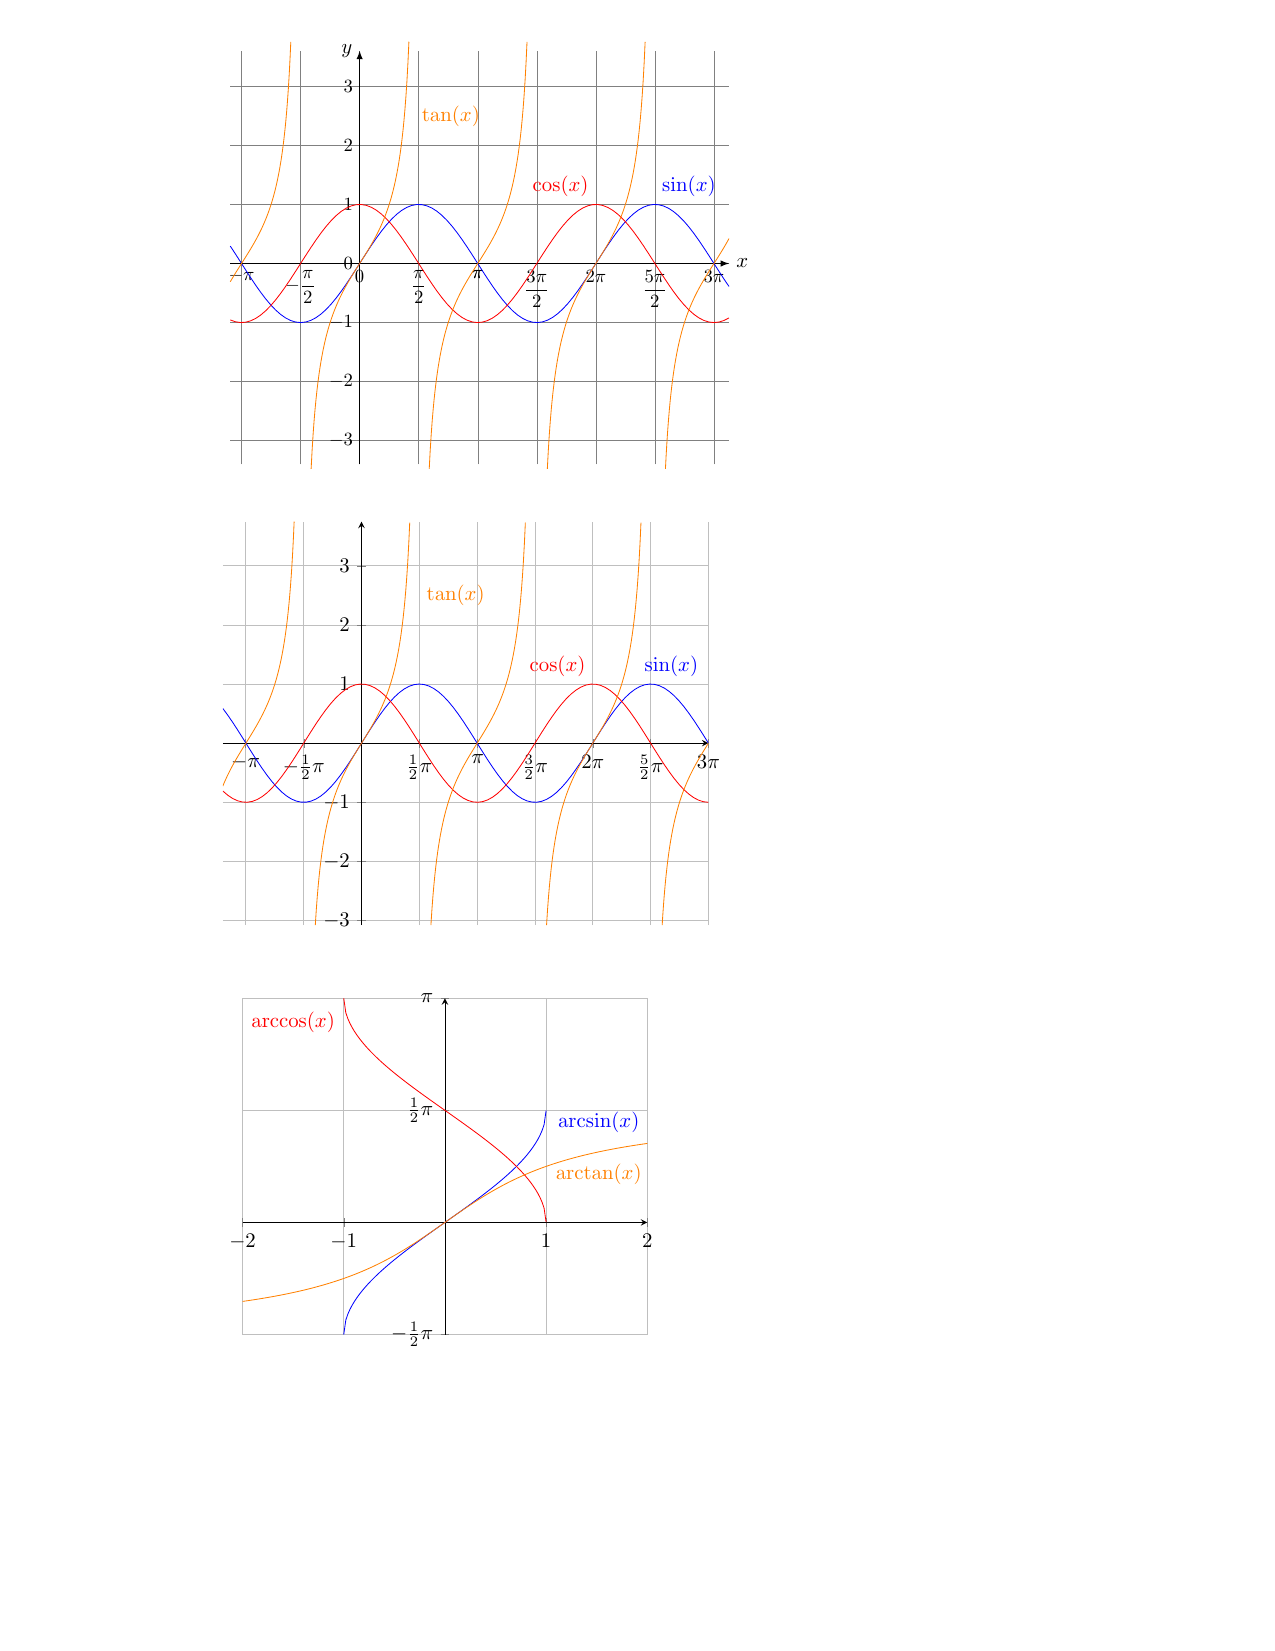 y
3
tan(x)
2
cos(x) sin(x)
1
0 x
−π −π/2 0 π/2 π 3π/2 2π 5π/2 3π
−1
−2
−3
3
tan(x)
2
cos(x) sin(x)
1
−π −1/2π 1/2π π 3/2π 2π 5/2π 3π
−1
−2
−3
π
arccos(x)
1/2π
arcsin(x)
arctan(x)
−2 −1 1 2
−1/2π